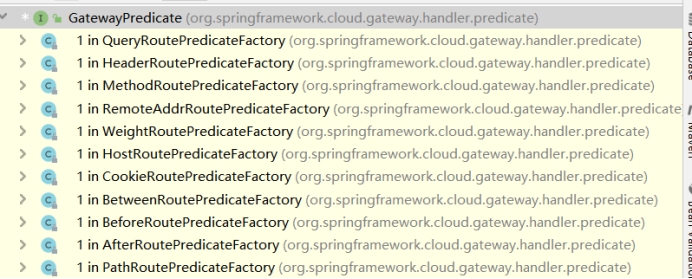 GatewayPredicate (org.springframework.cloud.gateway.handler.predicate)
1 in QueryRoutePredicateFactory (org.springframework.cloud.gateway.handler.predicate)
1 in HeaderRoutePredicateFactory (org.springframework.cloud.gateway.handler.predicate)
1 in MethodRoutePredicateFactory (org.springframework.cloud.gateway.handler.predicate)
1 in RemoteAddrRoutePredicateFactory (org.springframework.cloud.gateway.handler.predicate
1 in WeightRoutePredicateFactory (org.springframework.cloud.gateway.handler.predicate)
1 in HostRoutePredicateFactory (org.springframework.cloud.gateway.handler.predicate)
1 in CookieRoutePredicateFactory (org.springframework.cloud.gateway.handler.predicate)
1 in BetweenRoutePredicateFactory (org.springframework.cloud.gateway.handler.predicate)
1 in BeforeRoutePredicateFactory (org.springframework.cloud.gateway.handler.predicate)
1 in AfterRoutePredicateFactory (org.springframework.cloud.gateway.handler.predicate)
1 in PathRoutePredicateFactory (org.springframework.cloud.gateway.handler.predicate)
Database